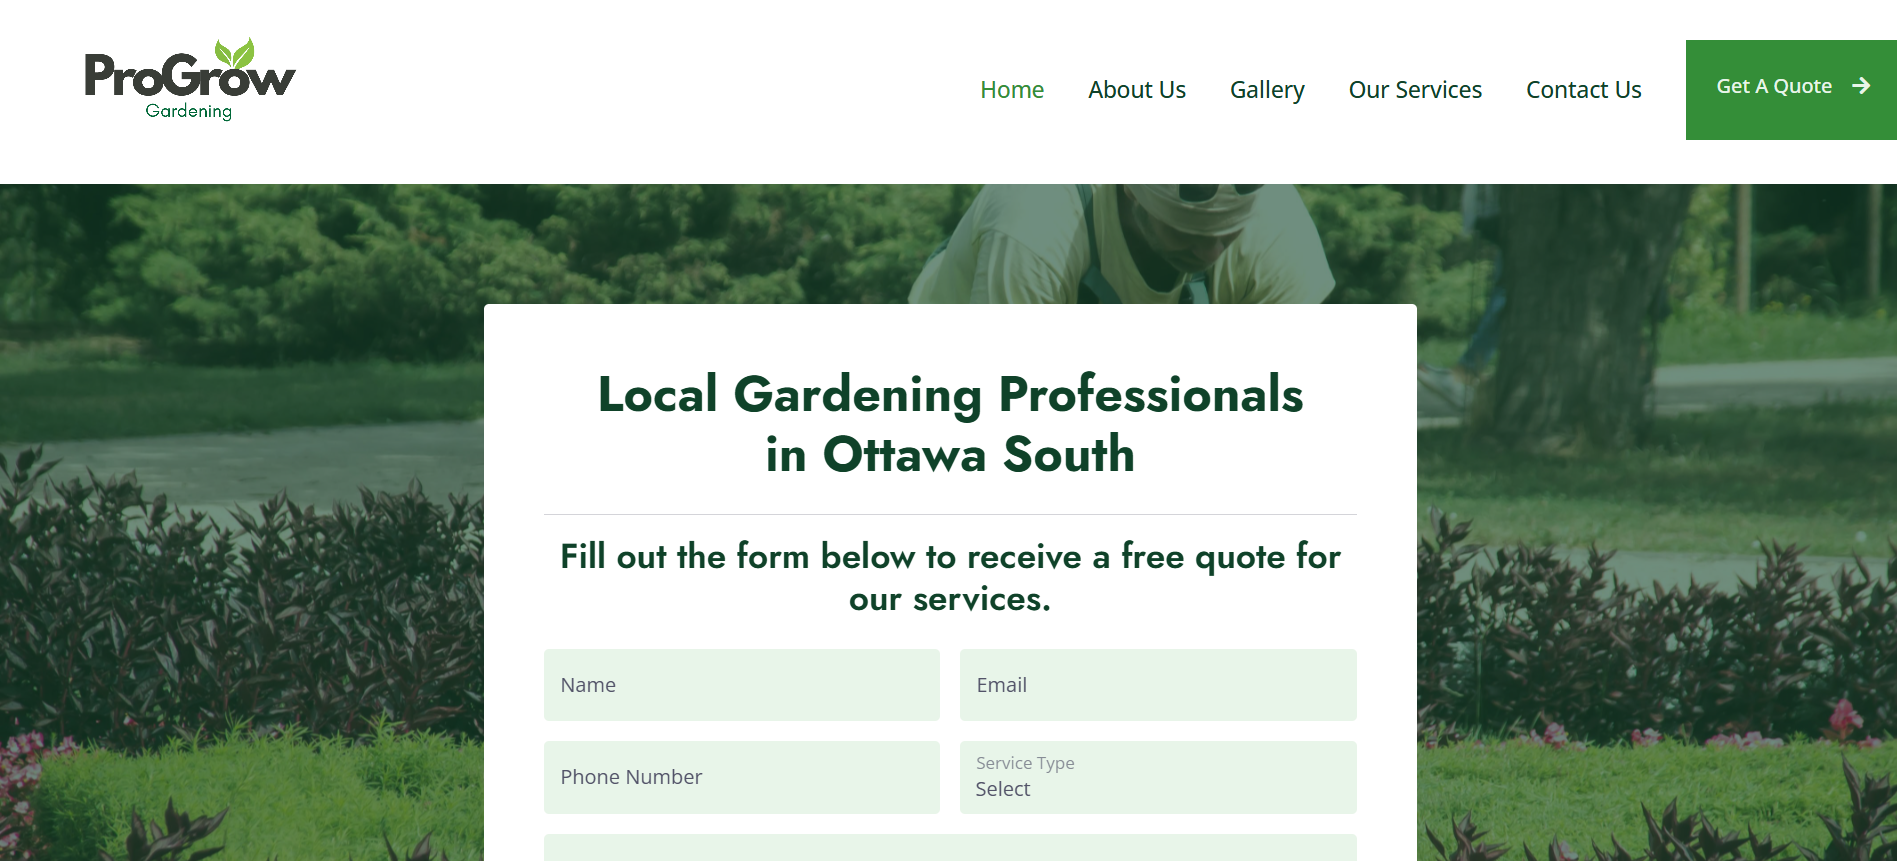 ProGrow
Gardening
Home About Us Gallery Our Services Contact Us Get A Quote
Local Gardening Professionals
in Ottawa South
Fill out the form below to receive a free quote for
our services.
Name Email
Phone Number Service Type
Select